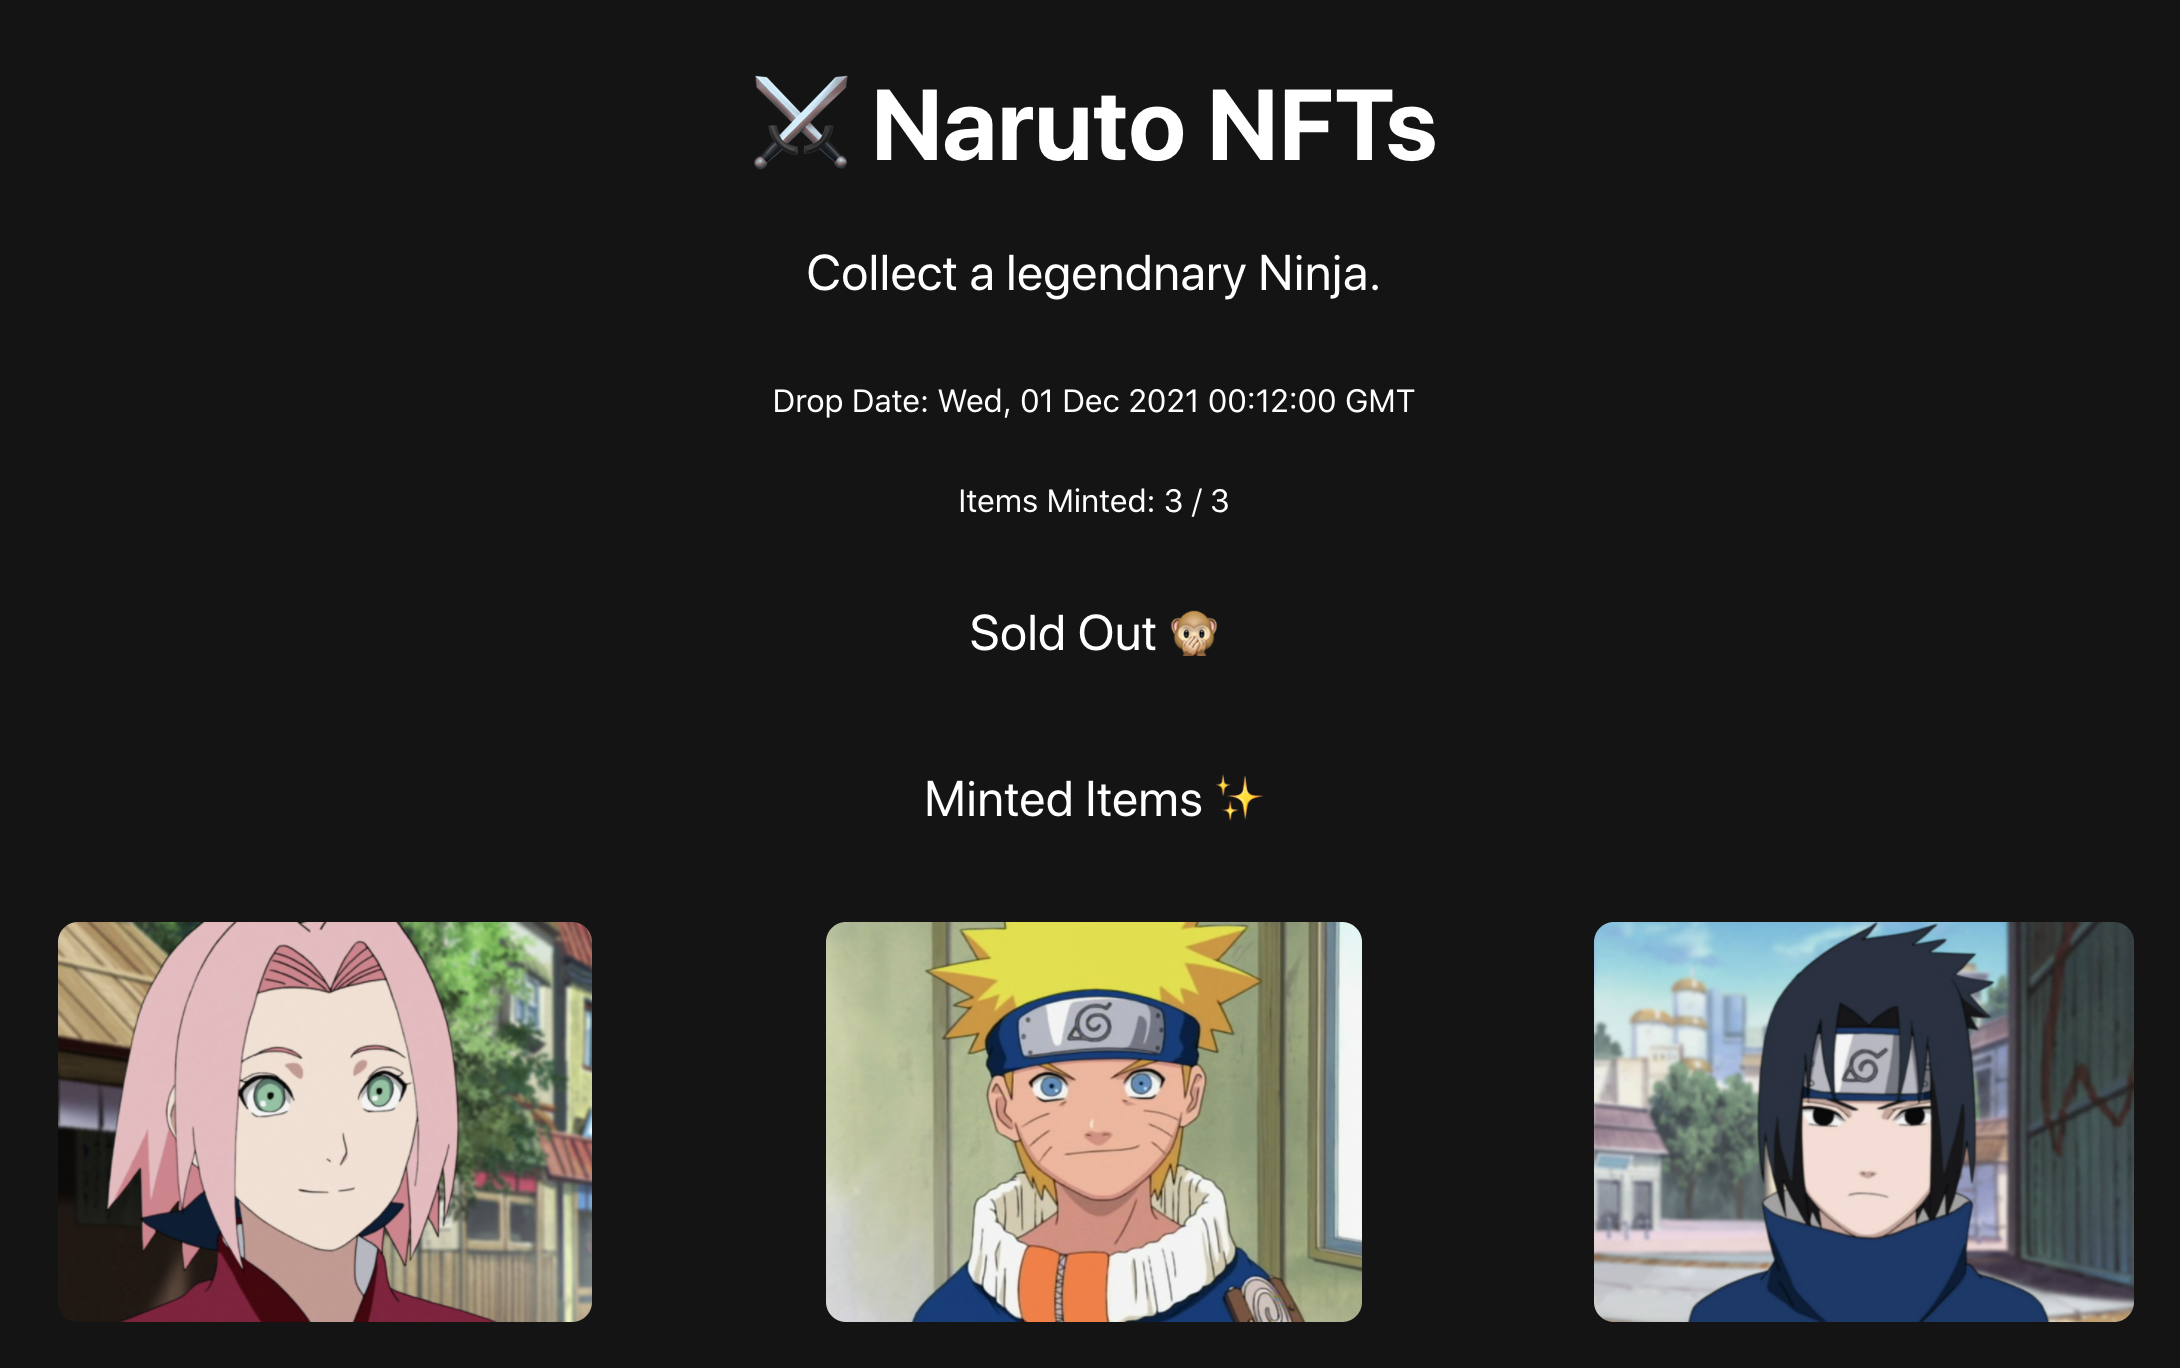 ⚔️ Naruto NFTs
Collect a legendnary Ninja.
Drop Date: Wed, 01 Dec 2021 00:12:00 GMT
Items Minted: 3 / 3
Sold Out 🙊
Minted Items ✨